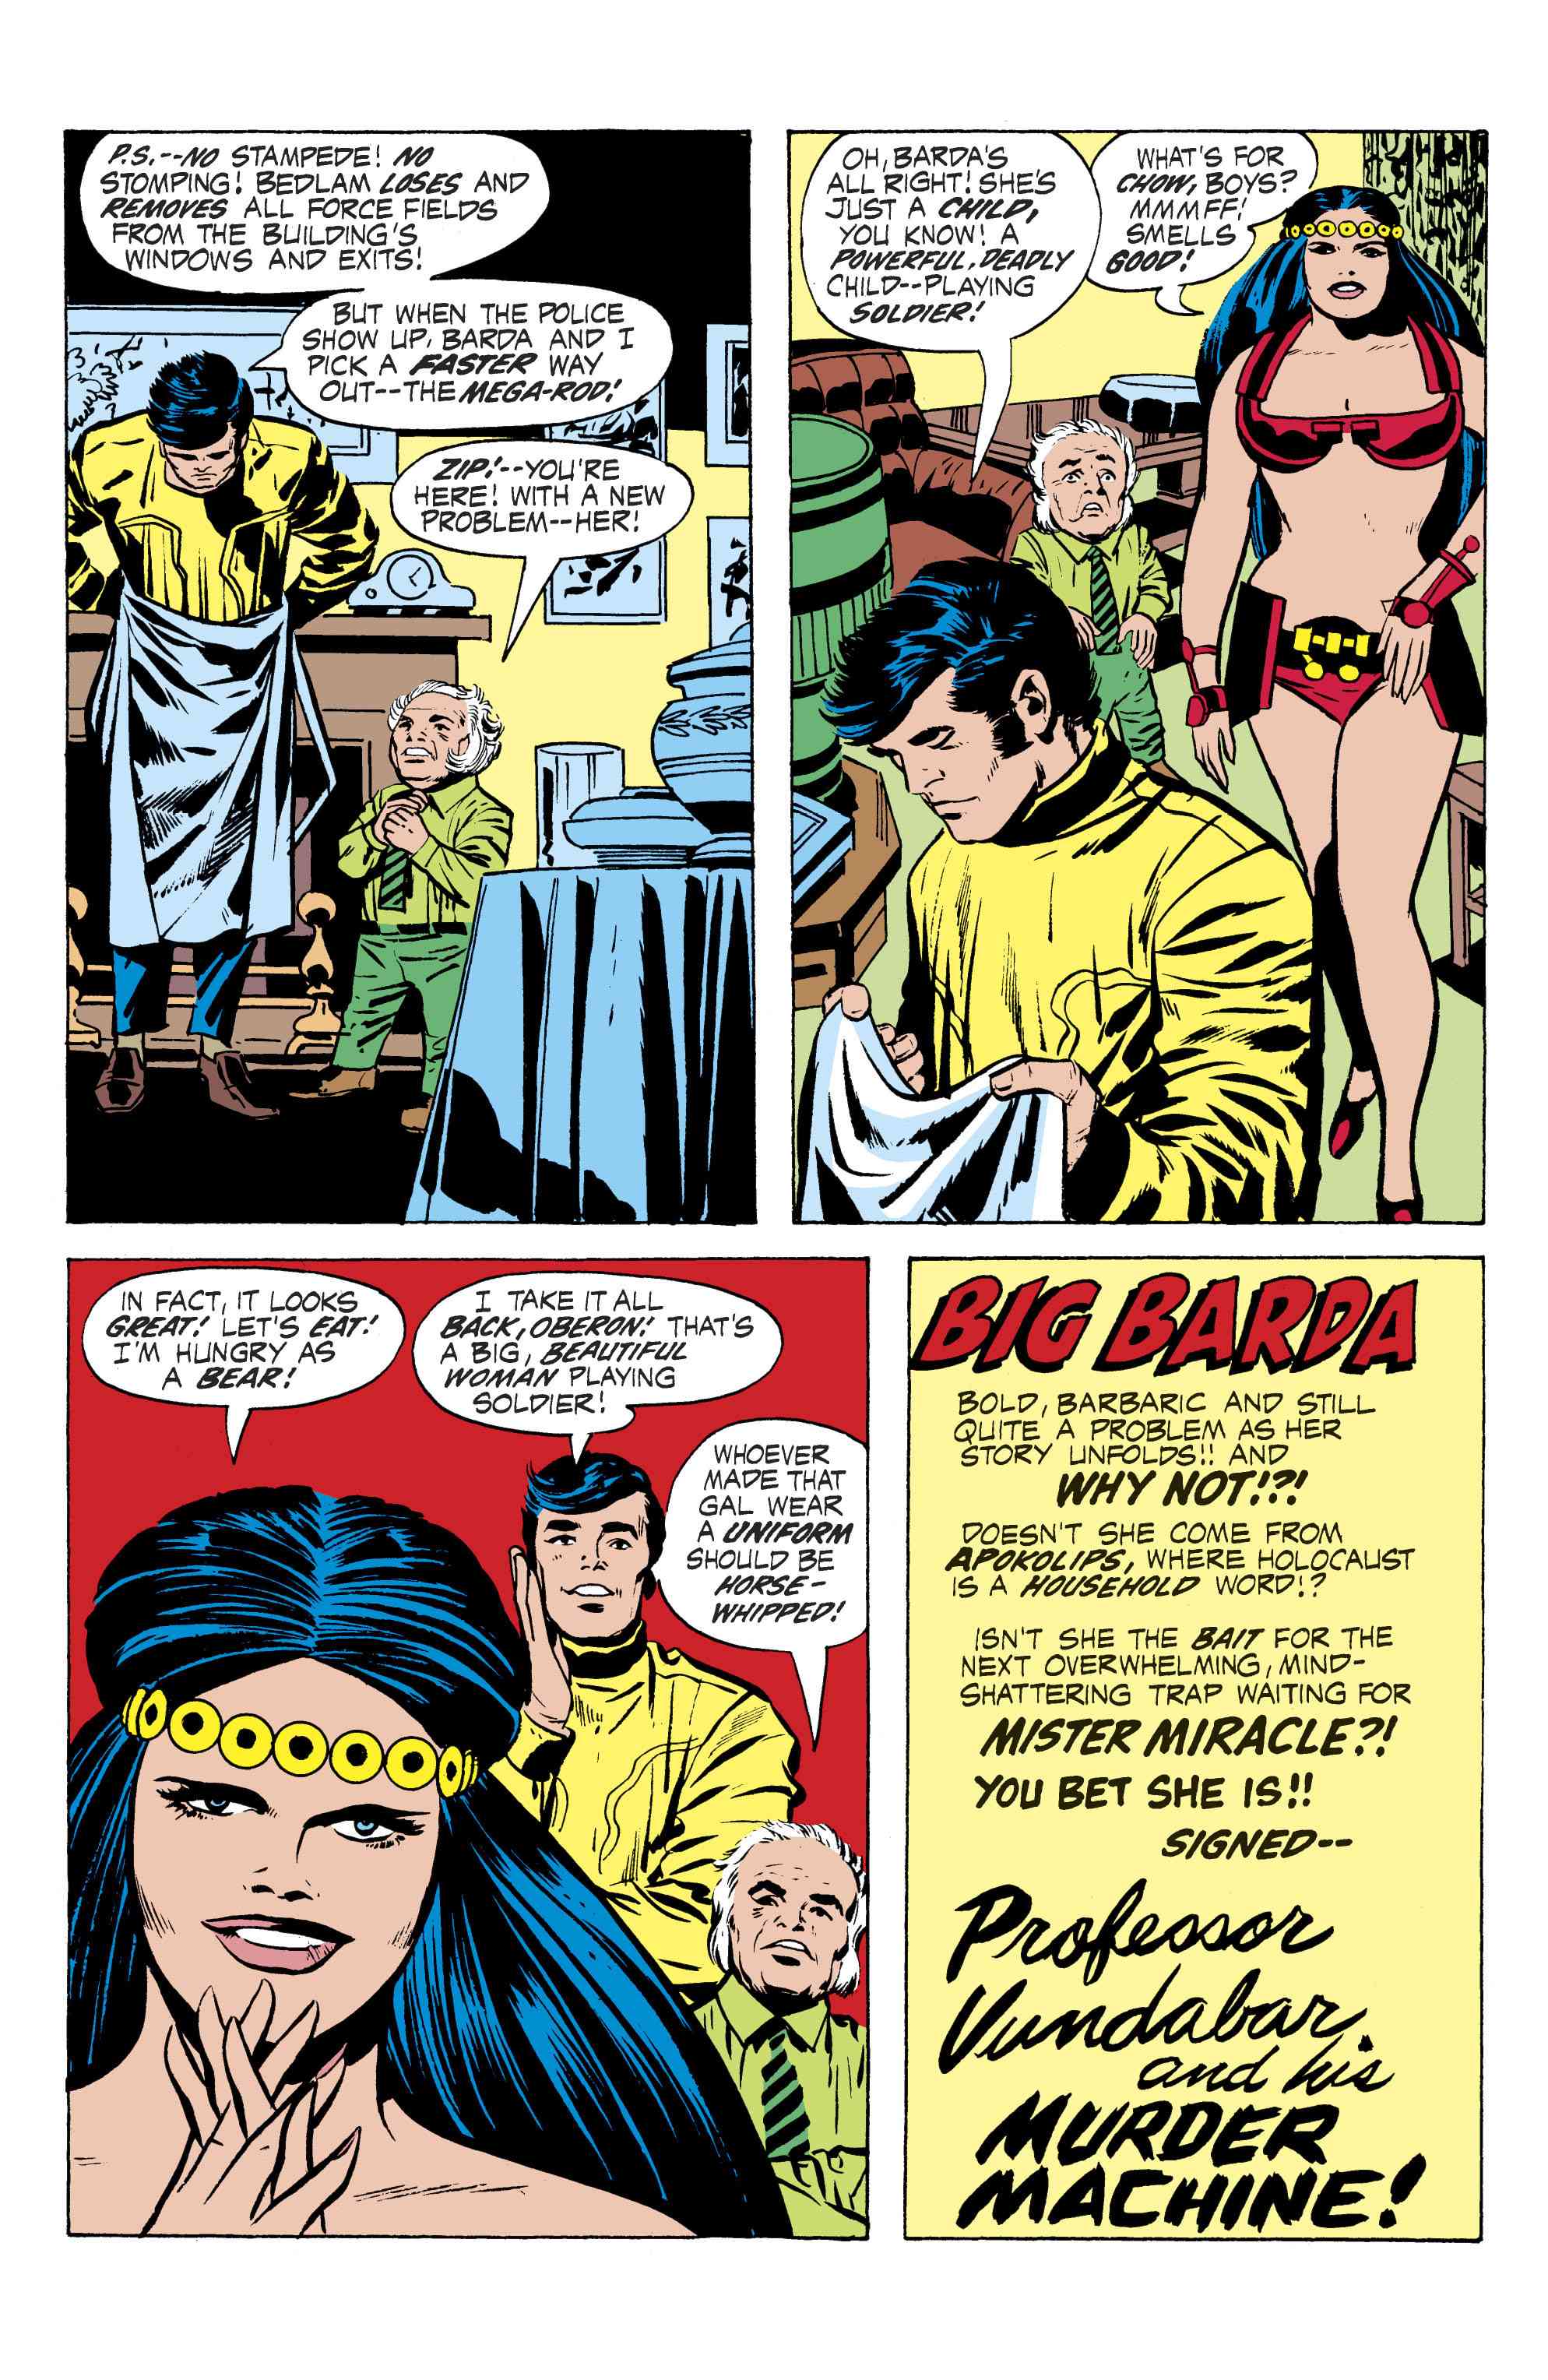 P.S.--NO STAMPEDE! NO
STOMPING! BEDLAM LOSES AND
REMOVES ALL FORCE FIELDS
FROM THE BUILDING'S
WINDOWS AND EXITS!
BUT WHEN THE POLICE
SHOW UP, BARDA AND I
PICK A FASTER WAY
OUT--THE MEGA-ROD!
ZIP!--YOU'RE
HERE! WITH A NEW
PROBLEM--HER!
OH, BARDA'S
ALL RIGHT! SHE'S
JUST A CHILD,
YOU KNOW! A
POWERFUL, DEADLY
CHILD--PLAYING
SOLDIER!
WHAT'S FOR
CHOW, BOYS?
MMMFF!
SMELLS
GOOD!
IN FACT, IT LOOKS
GREAT! LET'S EAT!
I'M HUNGRY AS
A BEAR!
I TAKE IT ALL
BACK, OBERON! THAT'S
A BIG, BEAUTIFUL
WOMAN PLAYING
SOLDIER!
WHOEVER
MADE THAT
GAL WEAR
A UNIFORM
SHOULD BE
HORSE-
WHIPPED!
BIG BARDA
BOLD, BARBARIC AND STILL
QUITE A PROBLEM AS HER
STORY UNFOLDS!! AND
WHY NOT!?!
DOESN'T SHE COME FROM
APOKOLIPS, WHERE HOLOCAUST
IS A HOUSEHOLD WORD!?
ISN'T SHE THE BAIT FOR THE
NEXT OVERWHELMING, MIND-
SHATTERING TRAP WAITING FOR
MISTER MIRACLE?!
YOU BET SHE IS!!
SIGNED--
Professor
Vundabar,
and his
MURDER
MACHINE!